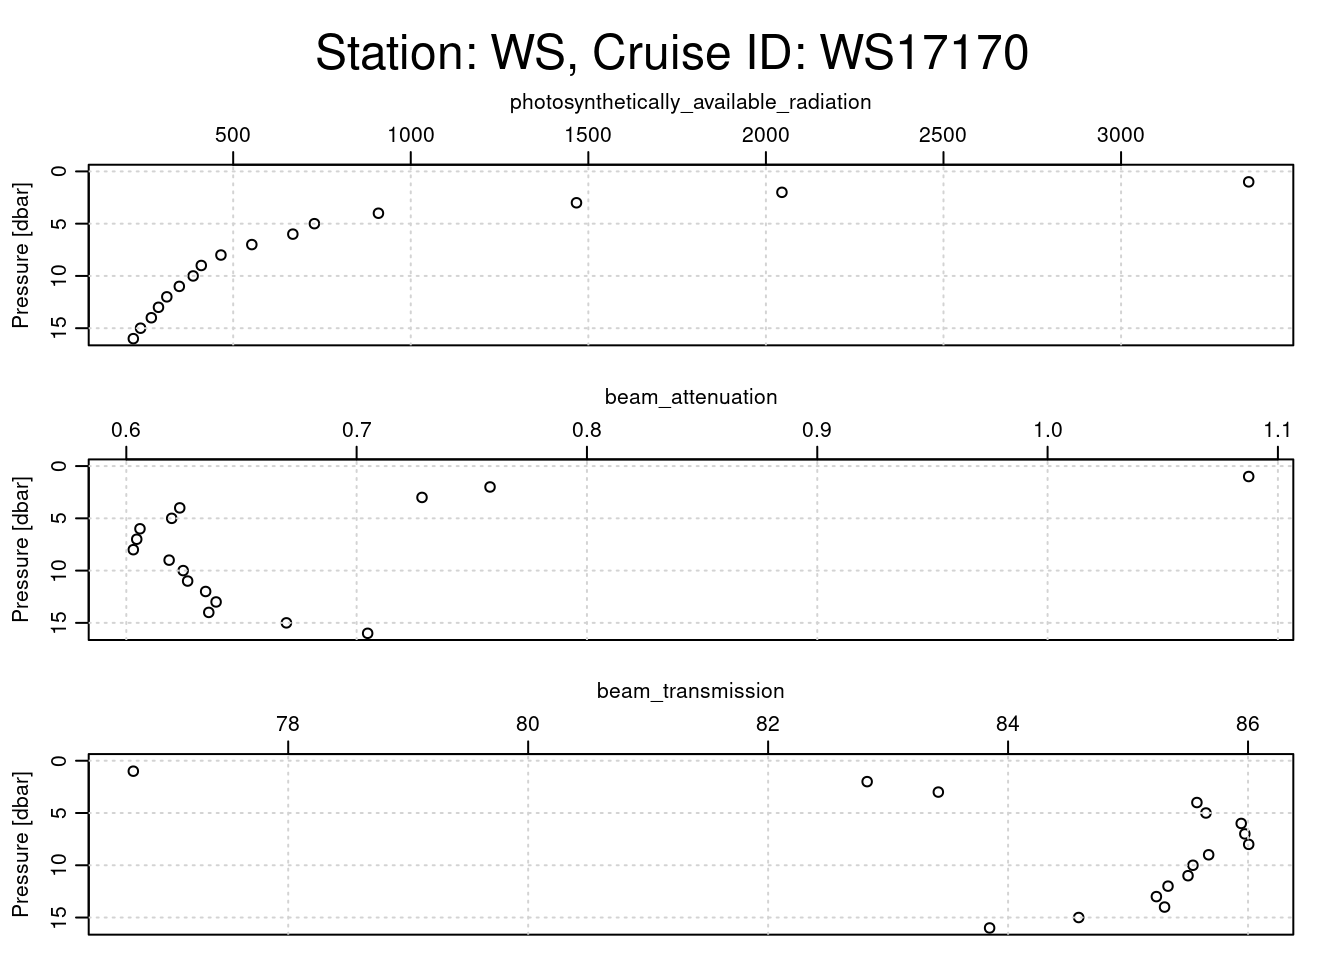 Station: WS, Cruise ID: WS17170
photosynthetically_available_radiation
500 1000 1500 2000 2500 3000
Pressure [dbar]
0
5
10
15
beam_attenuation
0.6 0.7 0.8 0.9 1.0 1.1
Pressure [dbar]
0
5
10
15
beam_transmission
78 80 82 84 86
Pressure [dbar]
0
5
10
15